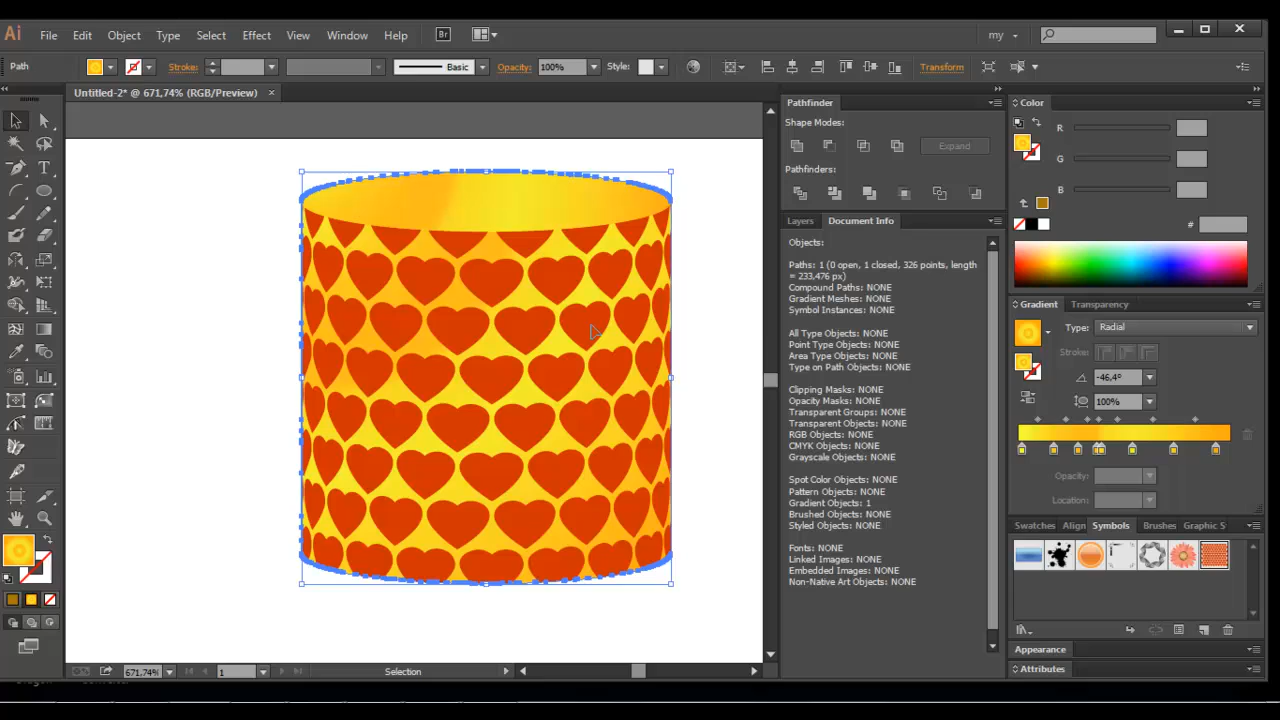 Ai File Edit Object Type Select Effect View Window Help Br my
Path Stroke: Basic Opacity: 100% Style: Transform
Untitled-2* @ 671,74% (RGB/Preview)
Pathfinder
Shape Modes:
Expand
Pathfinders:
Layers Document Info
Objects:
Paths: 1 (0 open, 1 closed, 326 points, length
= 233,476 px)
Compound Paths: NONE
Gradient Meshes: NONE
Symbol Instances: NONE
All Type Objects: NONE
Point Type Objects: NONE
Area Type Objects: NONE
Type on Path Objects: NONE
Clipping Masks: NONE
Opacity Masks: NONE
Transparent Groups: NONE
Transparent Objects: NONE
RGB Objects: NONE
CMYK Objects: NONE
Grayscale Objects: NONE
Spot Color Objects: NONE
Pattern Objects: NONE
Gradient Objects: 1
Brushed Objects: NONE
Styled Objects: NONE
Fonts: NONE
Linked Images: NONE
Embedded Images: NONE
Non-Native Art Objects: NONE
Color
R
G
B
#
Gradient Transparency
Type: Radial
Stroke:
-46,4°
100%
Opacity:
Location:
Swatches Align Symbols Brushes Graphic S
Appearance
Attributes
671,74% 1 Selection